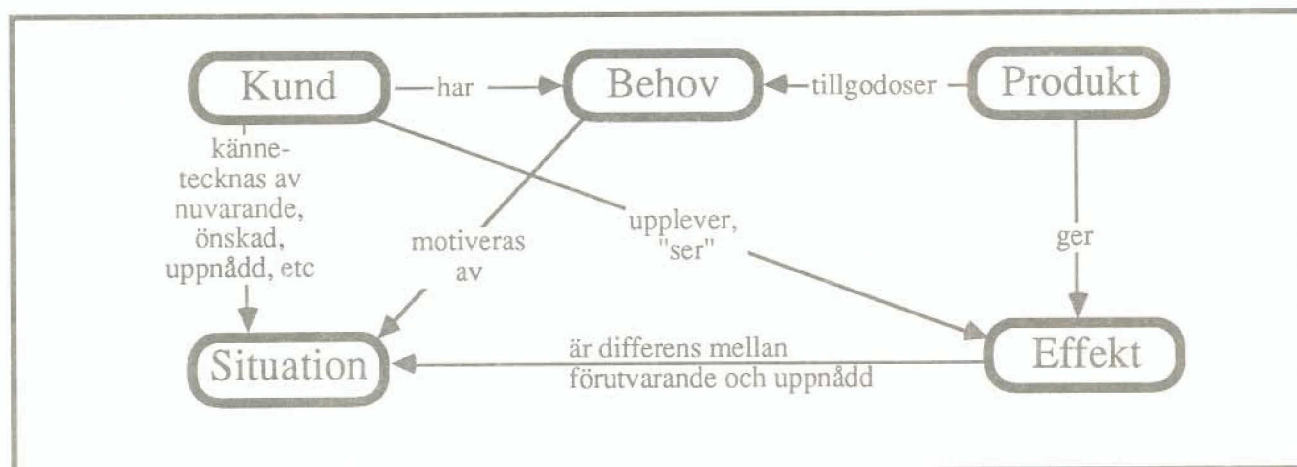 Kund
har
Behov
tillgodoser
Produkt
känne-
tecknas av
nuvarande,
önskad,
uppnådd, etc
motiveras
av
upplever,
"ser"
ger
Situation
är differens mellan
förutvarande och uppnådd
Effekt